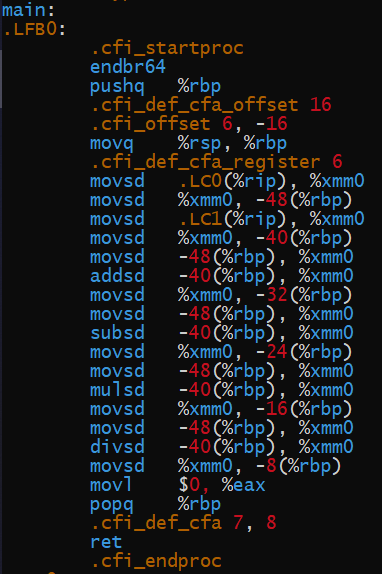 main:
.LFB0:
.cfi_startproc
endbr64
pushq %rbp
.cfi_def_cfa_offset 16
.cfi_offset 6, -16
movq %rsp, %rbp
.cfi_def_cfa_register 6
movsd .LC0(%rip), %xmm0
movsd %xmm0, -48(%rbp)
movsd .LC1(%rip), %xmm0
movsd %xmm0, -40(%rbp)
movsd -48(%rbp), %xmm0
addsd -40(%rbp), %xmm0
movsd %xmm0, -32(%rbp)
movsd -48(%rbp), %xmm0
subsd -40(%rbp), %xmm0
movsd %xmm0, -24(%rbp)
movsd -48(%rbp), %xmm0
mulsd -40(%rbp), %xmm0
movsd %xmm0, -16(%rbp)
movsd -48(%rbp), %xmm0
divsd -40(%rbp), %xmm0
movsd %xmm0, -8(%rbp)
movl $0, %eax
popq %rbp
.cfi_def_cfa 7, 8
ret
.cfi_endproc